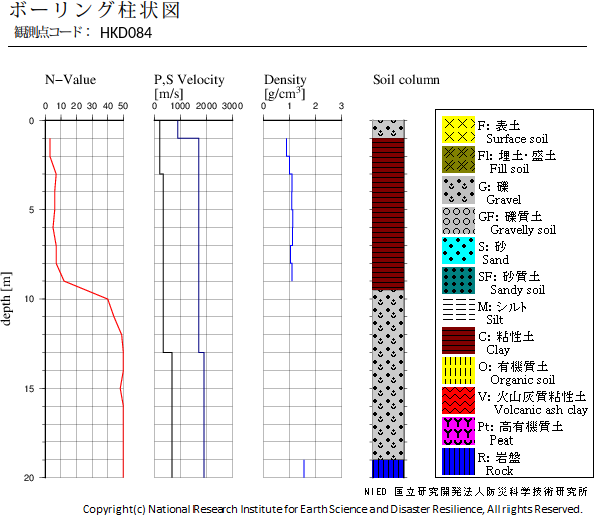 ボーリング柱状図
観測点コード： HKD084
N−Value
P,S Velocity
[m/s]
Density
[g/cm³]
Soil column
0 10 20 30 40 50
0 1000 2000 3000
0 1 2 3
0
5
10
15
20
depth [m]
F: 表土
Surface soil
Fl: 埋土・盛土
Fill soil
G: 礫
Gravel
GF: 礫質土
Gravelly soil
S: 砂
Sand
SF: 砂質土
Sandy soil
M: シルト
Silt
C: 粘性土
Clay
O: 有機質土
Organic soil
V: 火山灰質粘性土
Volcanic ash clay
Pt: 高有機質土
Peat
R: 岩盤
Rock
NIED 国立研究開発法人防災科学技術研究所
Copyright(c) National Research Institute for Earth Science and Disaster Resilience, All rights Reserved.